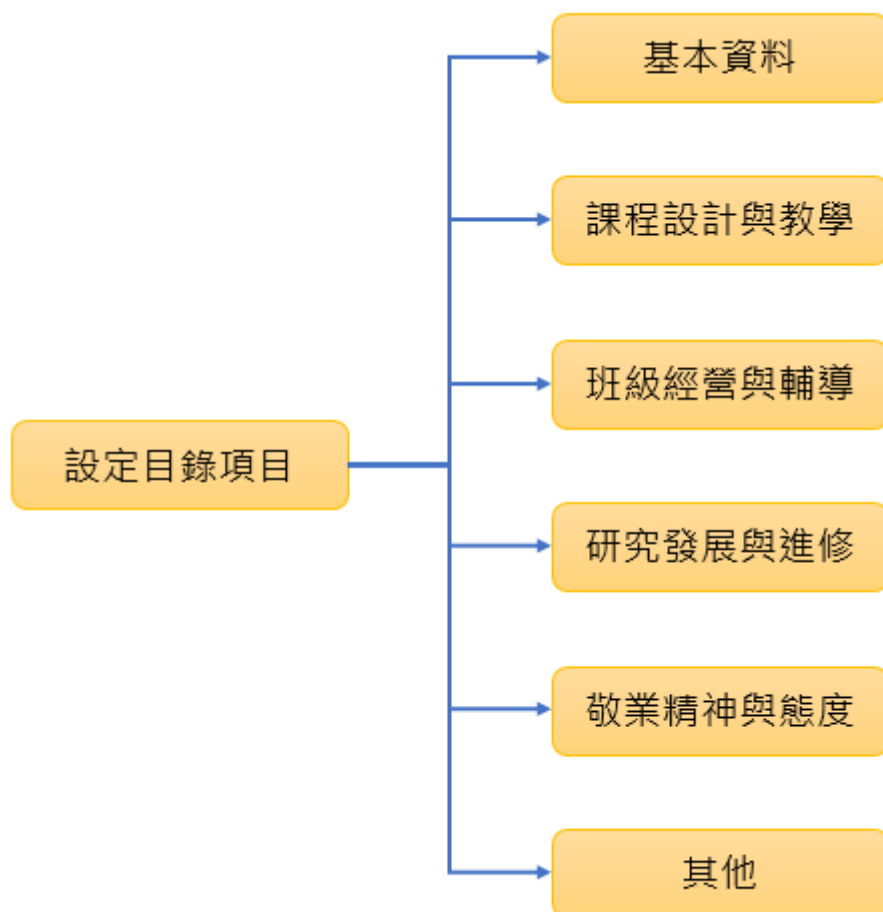 設定目錄項目
基本資料
課程設計與教學
班級經營與輔導
研究發展與進修
敬業精神與態度
其他